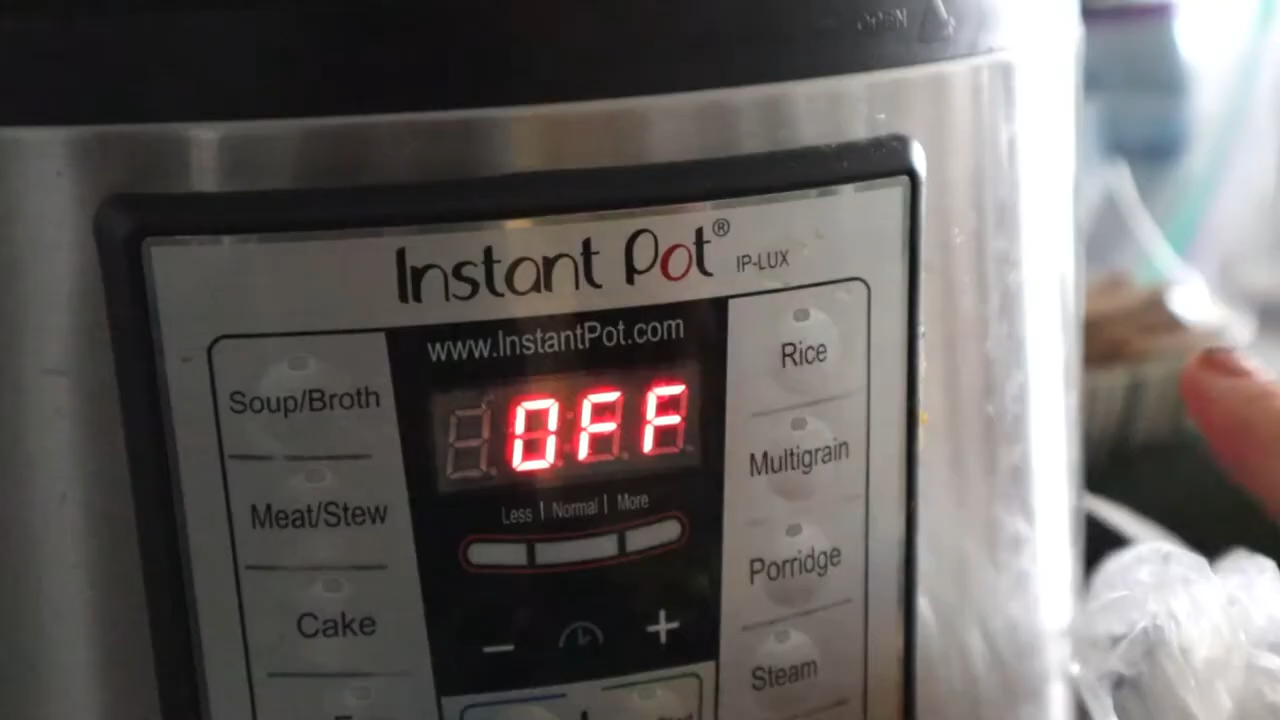 OPEN
Instant Pot® IP-LUX
www.InstantPot.com
OFF
Less | Normal | More
Soup/Broth
Meat/Stew
Cake
Rice
Multigrain
Porridge
Steam
− +